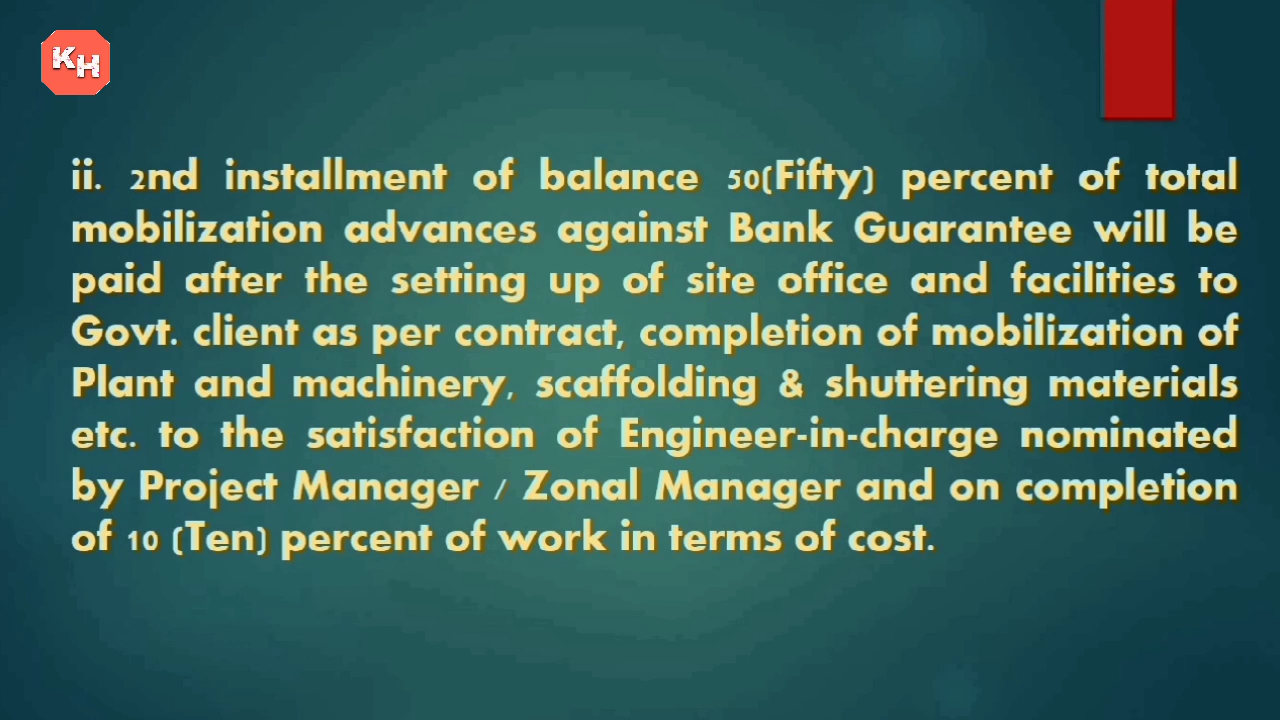 KH
ii. 2nd installment of balance 50(Fifty) percent of total
mobilization advances against Bank Guarantee will be
paid after the setting up of site office and facilities to
Govt. client as per contract, completion of mobilization of
Plant and machinery, scaffolding & shuttering materials
etc. to the satisfaction of Engineer-in-charge nominated
by Project Manager / Zonal Manager and on completion
of 10 (Ten) percent of work in terms of cost.